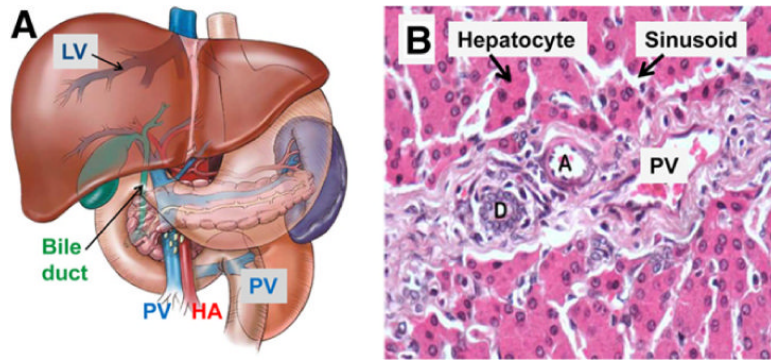 A
LV
Bile
duct
PV
HA
PV
B
Hepatocyte
Sinusoid
A
PV
D